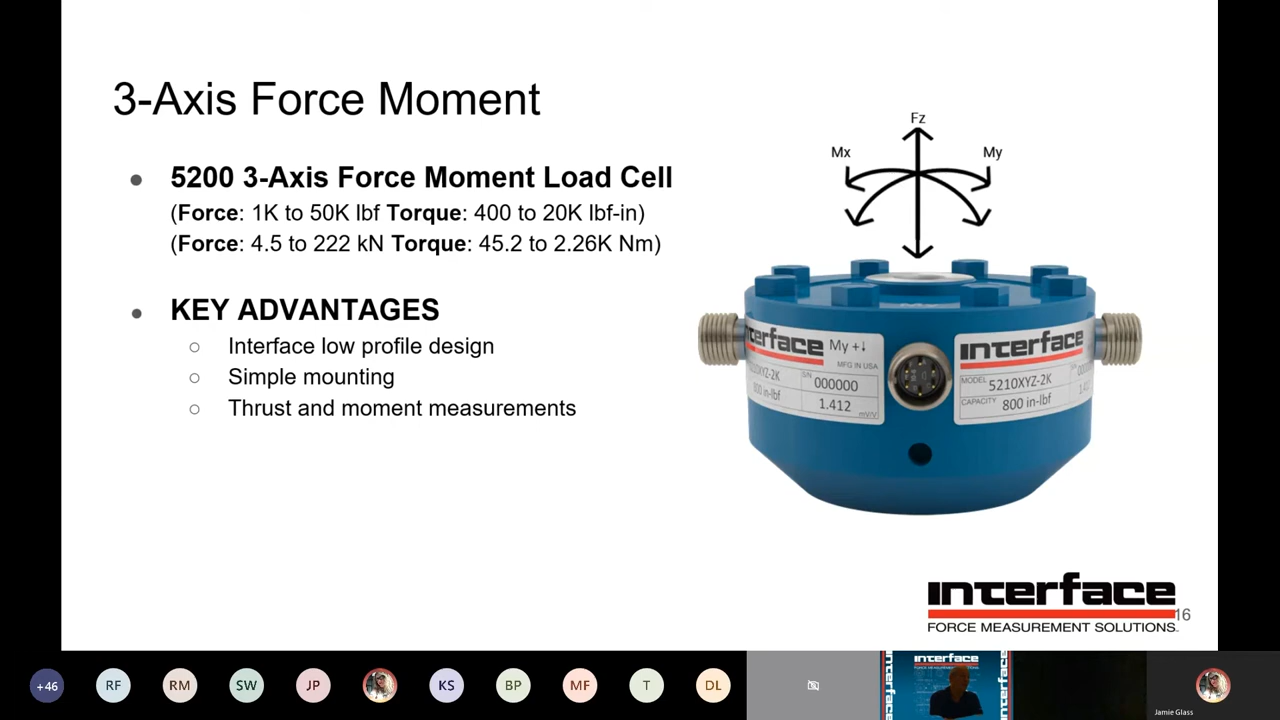 3-Axis Force Moment
5200 3-Axis Force Moment Load Cell
(Force: 1K to 50K lbf Torque: 400 to 20K lbf-in)
(Force: 4.5 to 222 kN Torque: 45.2 to 2.26K Nm)
KEY ADVANTAGES
Interface low profile design
Simple mounting
Thrust and moment measurements
Fz
Mx
My
My
Interface My +↓
MFG IN USA
S/N 000000
800 in-lbf
1.412
mV/V
Interface
MODEL 5210XYZ-2K
CAPACITY 800 in-lbf
Interface
FORCE MEASUREMENT SOLUTIONS.
16
+46
RF
RM
SW
JP
KS
BP
MF
T
DL
Interface
Interface
Interface
Jamie Glass